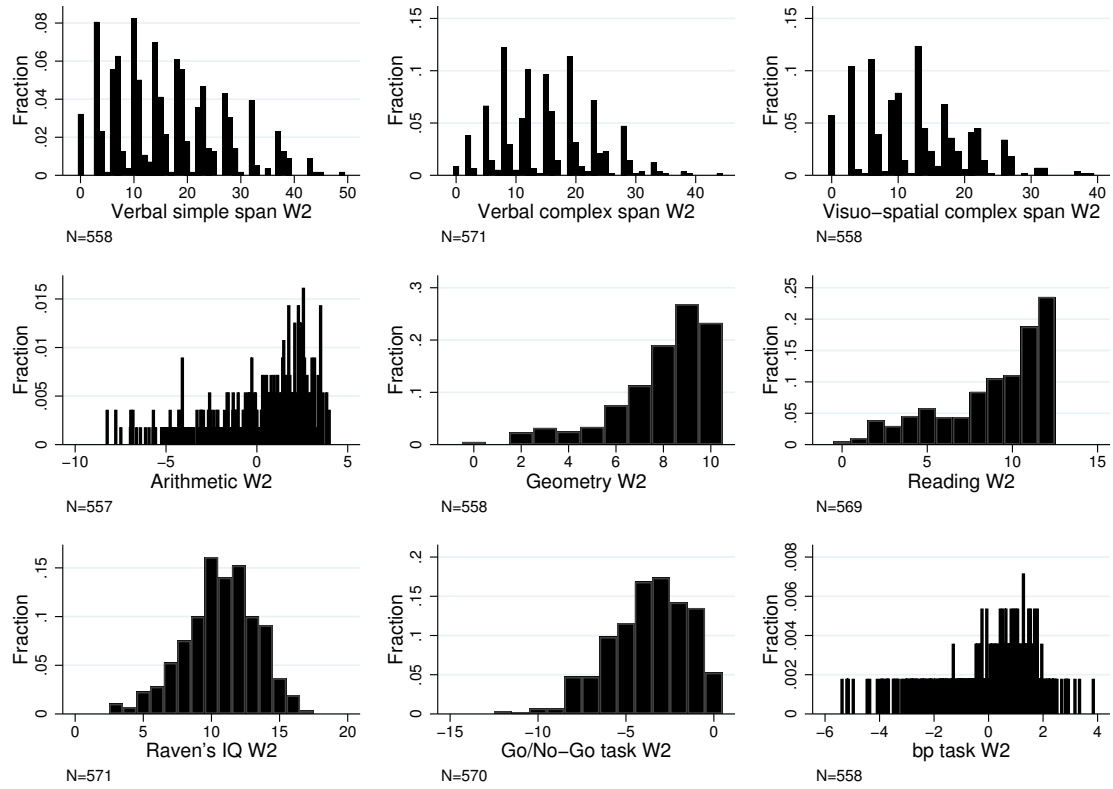 0 .02 .04 .06 .08
Fraction
0 10 20 30 40 50
Verbal simple span W2
N=558
0 .05 .1 .15
Fraction
0 10 20 30 40
Verbal complex span W2
N=571
0 .05 .1 .15
Fraction
0 10 20 30 40
Visuo−spatial complex span W2
N=558
0 .005 .01 .015
Fraction
−10 −5 0 5
Arithmetic W2
N=557
0 .1 .2 .3
Fraction
0 2 4 6 8 10
Geometry W2
N=558
0 .05 .1 .15 .2 .25
Fraction
0 5 10 15
Reading W2
N=569
0 .05 .1 .15
Fraction
0 5 10 15 20
Raven's IQ W2
N=571
0 .05 .1 .15 .2
Fraction
−15 −10 −5 0
Go/No−Go task W2
N=570
0 .002 .004 .006 .008
Fraction
−6 −4 −2 0 2 4
bp task W2
N=558